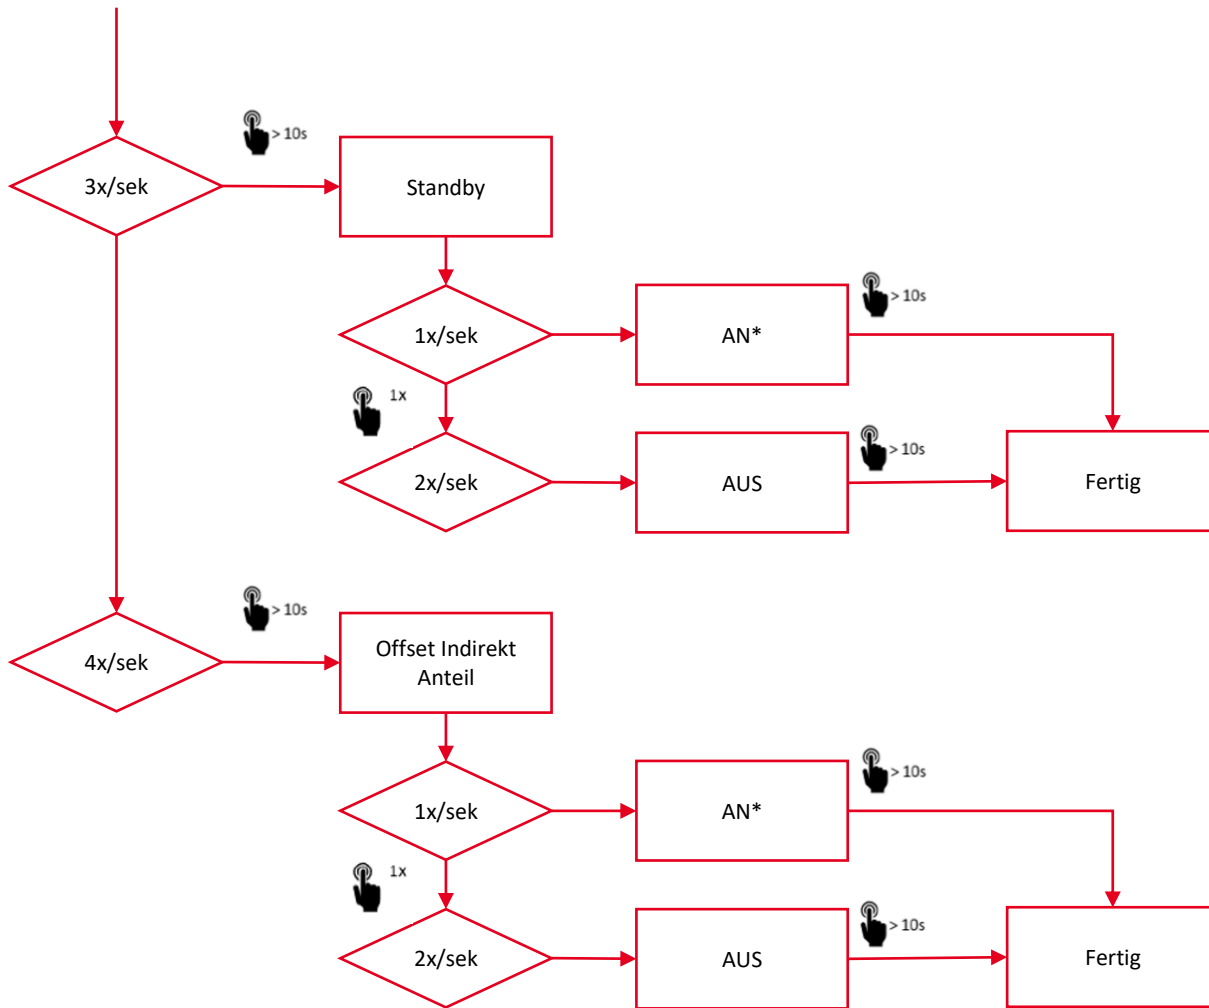 > 10s
3x/sek
Standby
1x/sek
AN*
> 10s
1x
2x/sek
AUS
> 10s
Fertig
> 10s
4x/sek
Offset Indirekt
Anteil
1x/sek
AN*
> 10s
1x
2x/sek
AUS
> 10s
Fertig